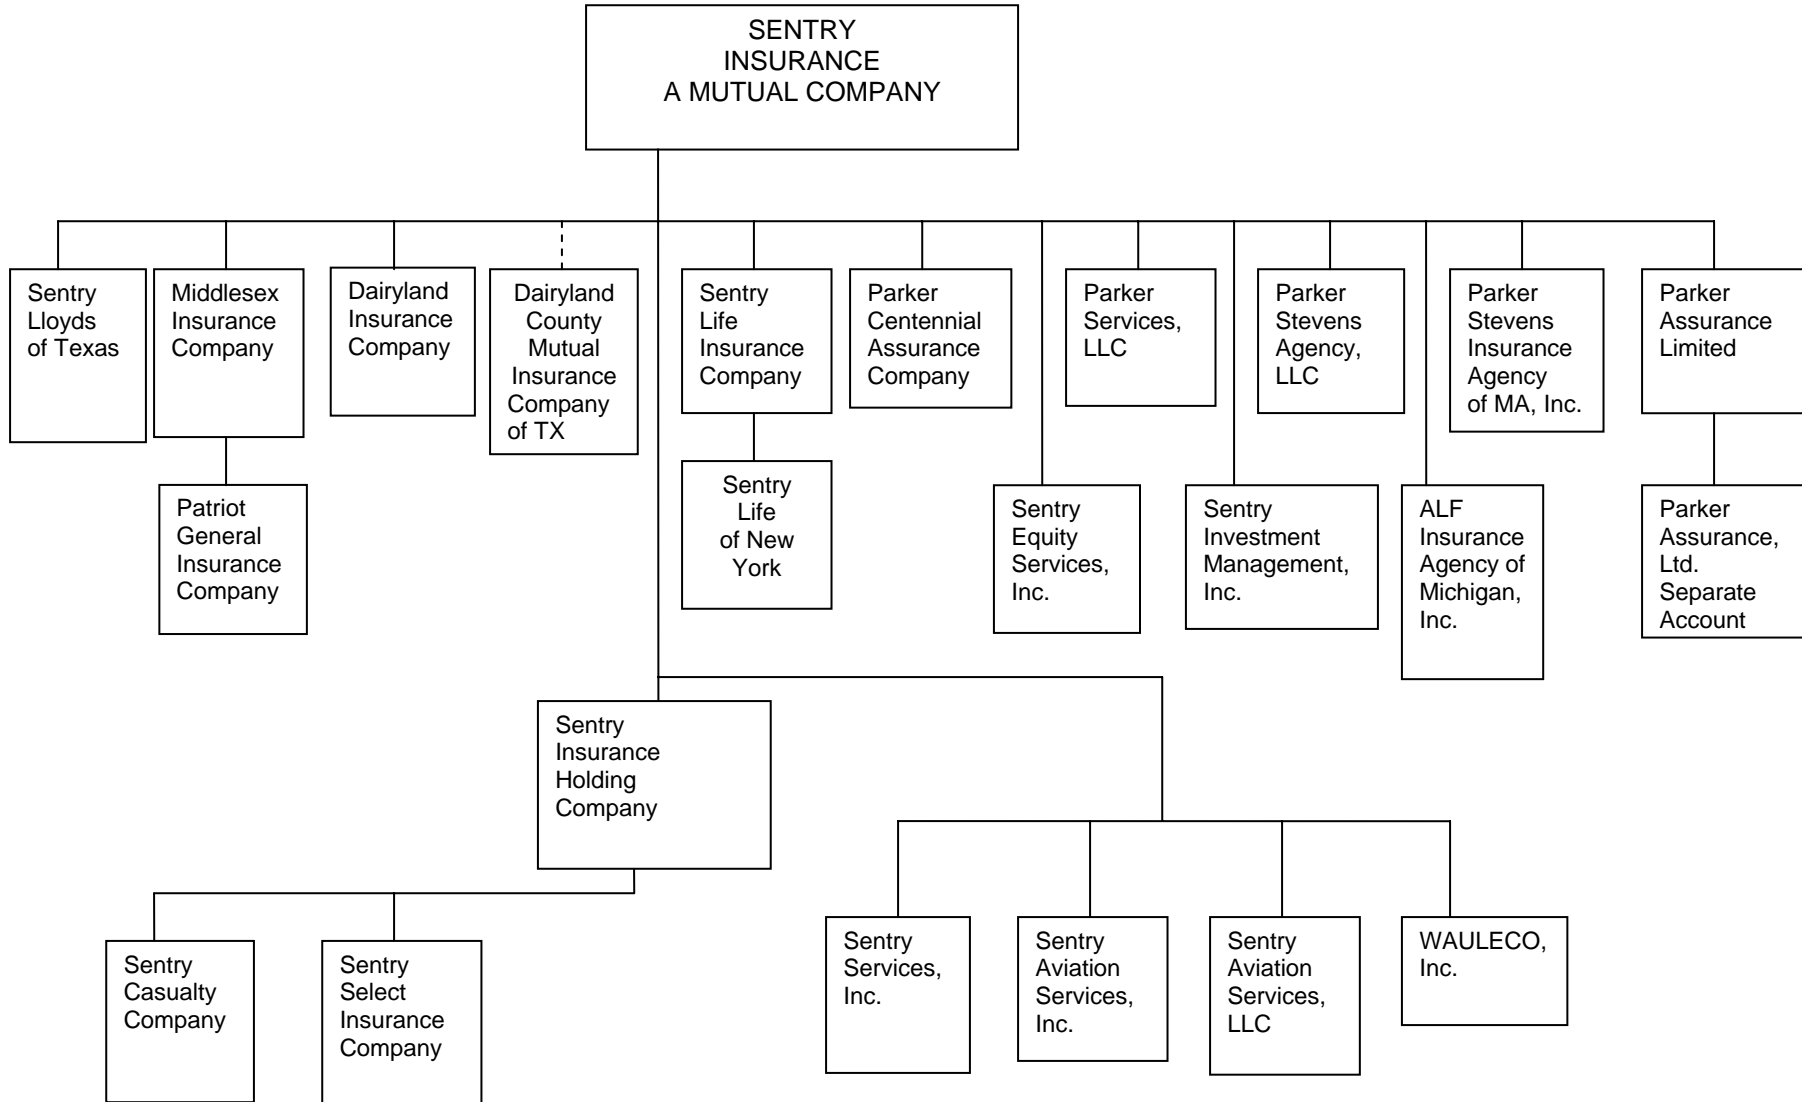 SENTRY
INSURANCE
A MUTUAL COMPANY
Sentry
Lloyds
of Texas
Middlesex
Insurance
Company
Dairyland
Insurance
Company
Dairyland
County
Mutual
Insurance
Company
of TX
Sentry
Life
Insurance
Company
Parker
Centennial
Assurance
Company
Parker
Services,
LLC
Parker
Stevens
Agency,
LLC
Parker
Stevens
Insurance
Agency
of MA, Inc.
Parker
Assurance
Limited
Patriot
General
Insurance
Company
Sentry
Life
of New
York
Sentry
Equity
Services,
Inc.
Sentry
Investment
Management,
Inc.
ALF
Insurance
Agency of
Michigan,
Inc.
Parker
Assurance,
Ltd.
Separate
Account
Sentry
Insurance
Holding
Company
Sentry
Casualty
Company
Sentry
Select
Insurance
Company
Sentry
Services,
Inc.
Sentry
Aviation
Services,
Inc.
Sentry
Aviation
Services,
LLC
WAULECO,
Inc.